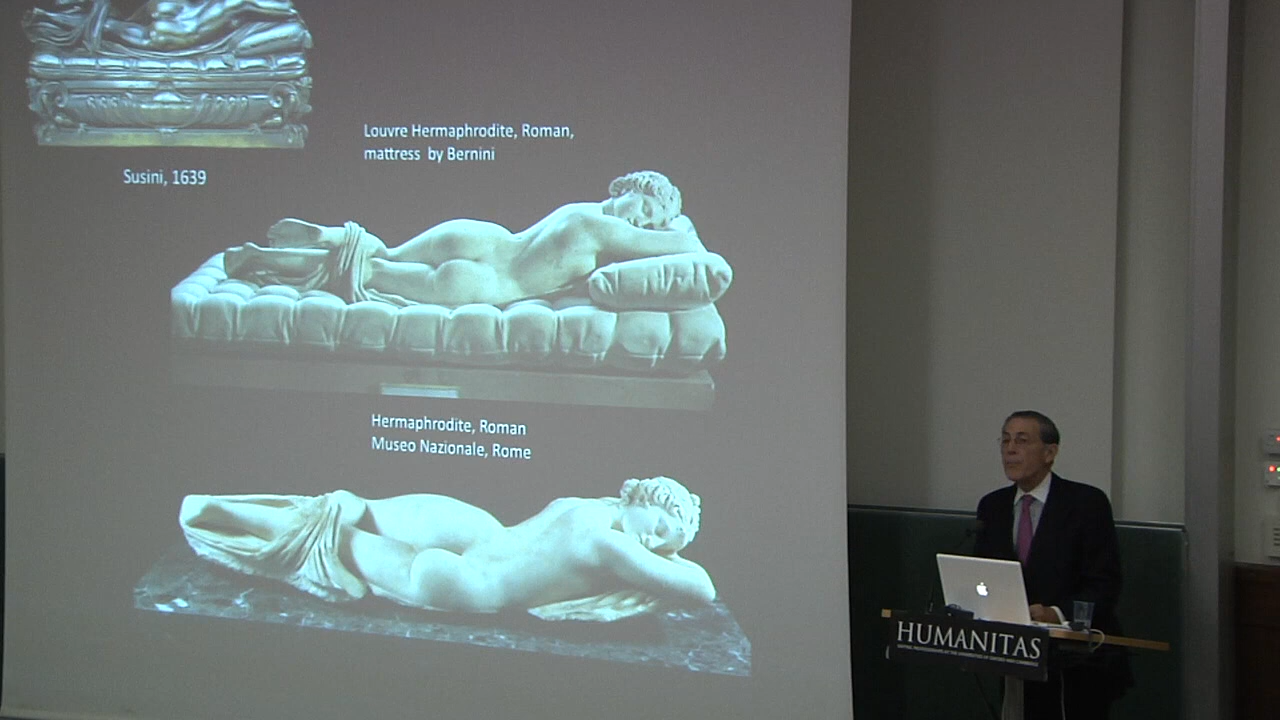 Louvre Hermaphrodite, Roman,
mattress by Bernini
Susini, 1639
Hermaphrodite, Roman
Museo Nazionale, Rome
HUMANITAS